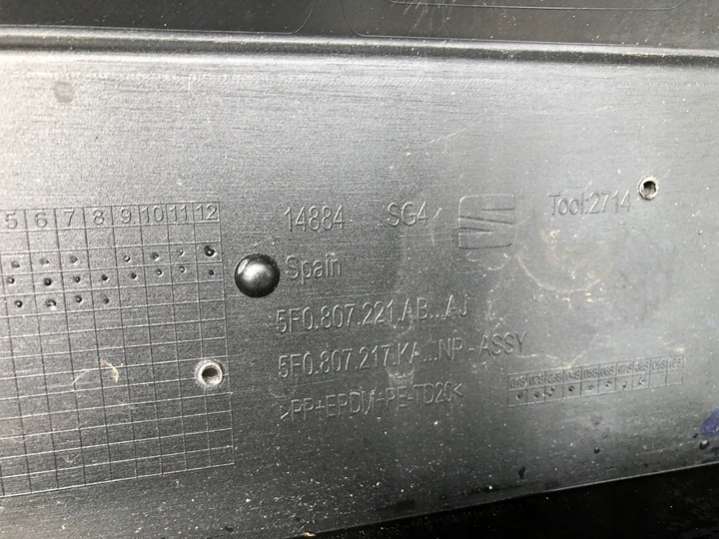 5 6 7 8 9 10 11 12
14884 SG4 Tool:2714
Spain
5F0.807.221.AB...AJ
5F0.807.217.KA...NP-ASSY
>PP+EPDM+PE-TD20<